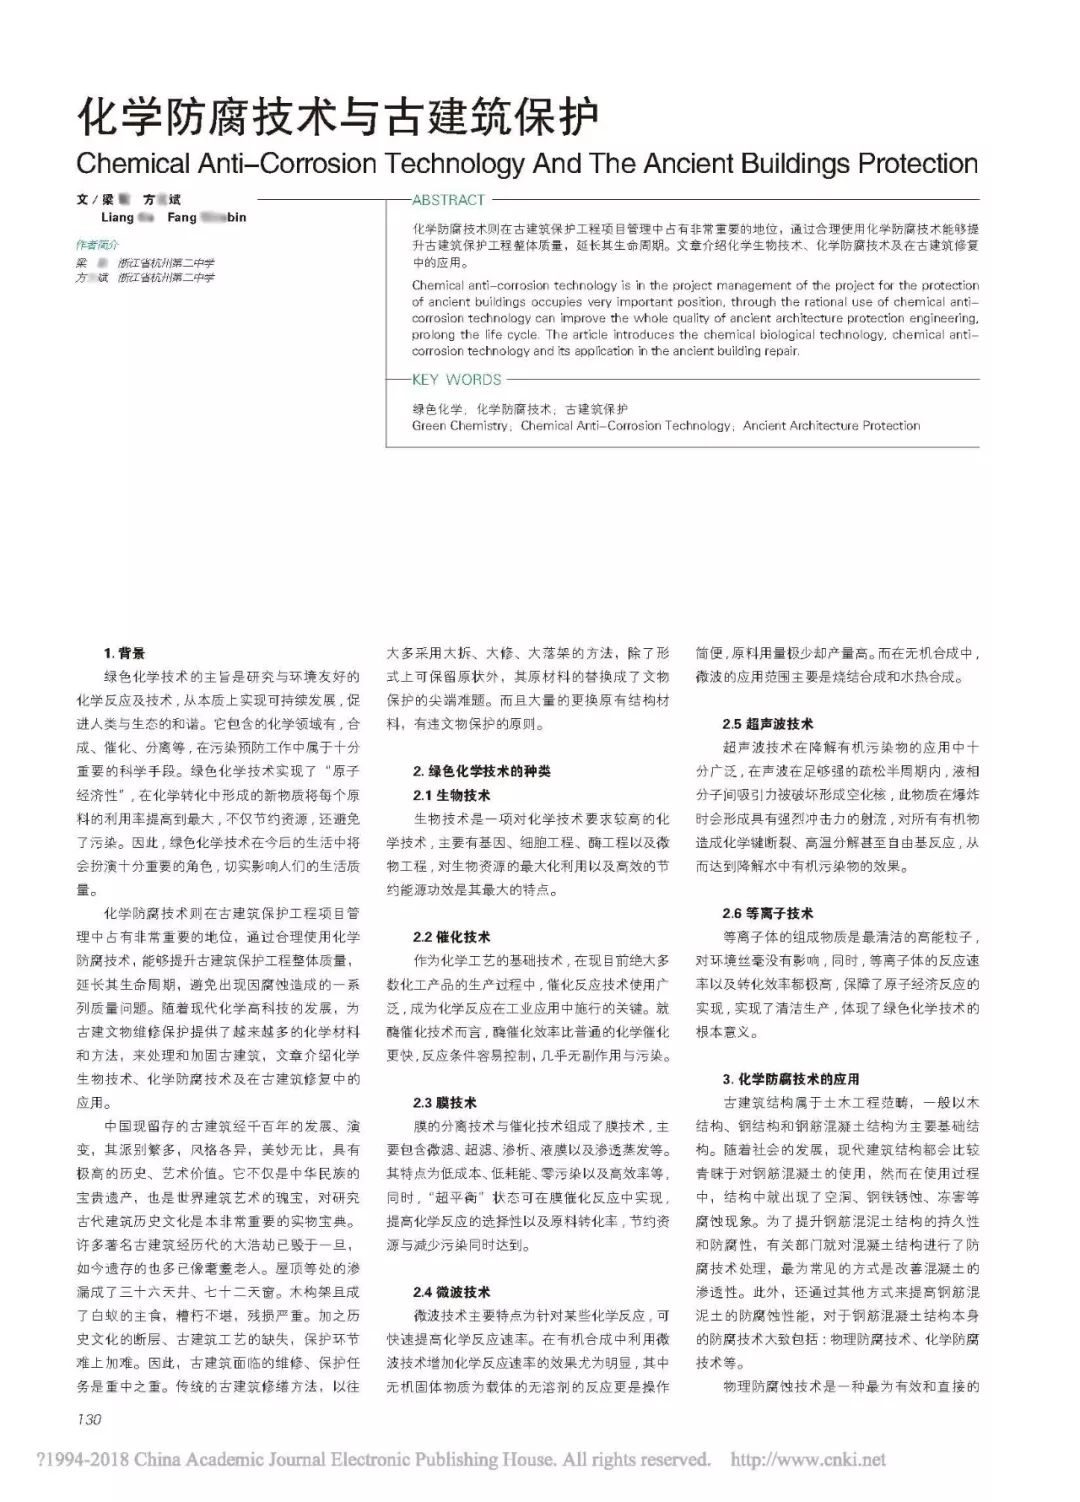 化学防腐技术与古建筑保护
Chemical Anti-Corrosion Technology And The Ancient Buildings Protection
文/梁 方 斌
Liang Fang bin
作者简介
梁 浙江省杭州第二中学
方 斌 浙江省杭州第二中学
ABSTRACT
化学防腐技术则在古建筑保护工程项目管理中占有非常重要的地位，通过合理使用化学防腐技术能够提
升古建筑保护工程整体质量，延长其生命周期。文章介绍化学生物技术、化学防腐技术及在古建筑修复
中的应用。
Chemical anti-corrosion technology is in the project management of the project for the protection
of ancient buildings occupies very important position, through the rational use of chemical anti-
corrosion technology can improve the whole quality of ancient architecture protection engineering,
prolong the life cycle. The article introduces the chemical biological technology, chemical anti-
corrosion technology and its application in the ancient building repair.
KEY WORDS
绿色化学；化学防腐技术；古建筑保护
Green Chemistry；Chemical Anti-Corrosion Technology；Ancient Architecture Protection
1. 背景
绿色化学技术的主旨是研究与环境友好的
化学反应及技术，从本质上实现可持续发展，促
进人类与生态的和谐。它包含的化学领域有，合
成、催化、分离等，在污染预防工作中属于十分
重要的科学手段。绿色化学技术实现了“原子
经济性”，在化学转化中形成的新物质将每个原
料的利用率提高到最大，不仅节约资源，还避免
了污染。因此，绿色化学技术在今后的生活中将
会扮演十分重要的角色，切实影响人们的生活质
量。
化学防腐技术则在古建筑保护工程项目管
理中占有非常重要的地位，通过合理使用化学
防腐技术，能够提升古建筑保护工程整体质量，
延长其生命周期，避免出现因腐蚀造成的一系
列质量问题。随着现代化学高科技的发展，为
古建文物维修保护提供了越来越多的化学材料
和方法，来处理和加固古建筑，文章介绍化学
生物技术、化学防腐技术及在古建筑修复中的
应用。
中国现留存的古建筑经千百年的发展、演
变，其派别繁多，风格各异，美妙无比，具有
极高的历史、艺术价值。它不仅是中华民族的
宝贵遗产，也是世界建筑艺术的瑰宝，对研究
古代建筑历史文化是本非常重要的实物宝典。
许多著名古建筑经历代的大浩劫已毁于一旦，
如今遗存的也多已像耄耋老人。屋顶等处的渗
漏成了三十六天井、七十二天窗。木构架且成
了白蚁的主食，糟朽不堪，残损严重。加之历
史文化的断层、古建筑工艺的缺失，保护环节
难上加难。因此，古建筑面临的维修、保护任
务是重中之重。传统的古建筑修缮方法，以往
大多采用大拆、大修、大落架的方法，除了形
式上可保留原状外，其原材料的替换成了文物
保护的尖端难题。而且大量的更换原有结构材
料，有违文物保护的原则。
2. 绿色化学技术的种类
2.1 生物技术
生物技术是一项对化学技术要求较高的化
学技术，主要有基因、细胞工程、酶工程以及微
物工程，对生物资源的最大化利用以及高效的节
约能源功效是其最大的特点。
2.2 催化技术
作为化学工艺的基础技术，在现目前绝大多
数化工产品的生产过程中，催化反应技术使用广
泛，成为化学反应在工业应用中施行的关键。就
酶催化技术而言，酶催化效率比普通的化学催化
更快，反应条件容易控制，几乎无副作用与污染。
2.3 膜技术
膜的分离技术与催化技术组成了膜技术，主
要包含微滤、超滤、渗析、液膜以及渗透蒸发等。
其特点为低成本、低耗能、零污染以及高效率等，
同时，“超平衡”状态可在膜催化反应中实现，
提高化学反应的选择性以及原料转化率，节约资
源与减少污染同时达到。
2.4 微波技术
微波技术主要特点为针对某些化学反应，可
快速提高化学反应速率。在有机合成中利用微
波技术增加化学反应速率的效果尤为明显，其中
无机固体物质为载体的无溶剂的反应更是操作
简便，原料用量极少却产量高。而在无机合成中，
微波的应用范围主要是烧结合成和水热合成。
2.5 超声波技术
超声波技术在降解有机污染物的应用中十
分广泛，在声波在足够强的疏松半周期内，液相
分子间吸引力被破坏形成空化核，此物质在爆炸
时会形成具有强烈冲击力的射流，对所有有机物
造成化学键断裂、高温分解甚至自由基反应，从
而达到降解水中有机污染物的效果。
2.6 等离子技术
等离子体的组成物质是最清洁的高能粒子，
对环境丝毫没有影响，同时，等离子体的反应速
率以及转化效率都极高，保障了原子经济反应的
实现，实现了清洁生产，体现了绿色化学技术的
根本意义。
3. 化学防腐技术的应用
古建筑结构属于土木工程范畴，一般以木
结构、钢结构和钢筋混凝土结构为主要基础结
构。随着社会的发展，现代建筑结构都会比较
青睐于对钢筋混凝土的使用，然而在使用过程
中，结构中就出现了空洞、钢铁锈蚀、冻害等
腐蚀现象。为了提升钢筋混泥土结构的持久性
和防腐性，有关部门就对混凝土结构进行了防
腐技术处理，最为常见的方式是改善混凝土的
渗透性。此外，还通过其他方式来提高钢筋混
泥土的防腐蚀性能，对于钢筋混凝土结构本身
的防腐技术大致包括：物理防腐技术、化学防腐
技术等。
物理防腐蚀技术是一种最为有效和直接的
130
?1994-2018 China Academic Journal Electronic Publishing House. All rights reserved. http://www.cnki.net